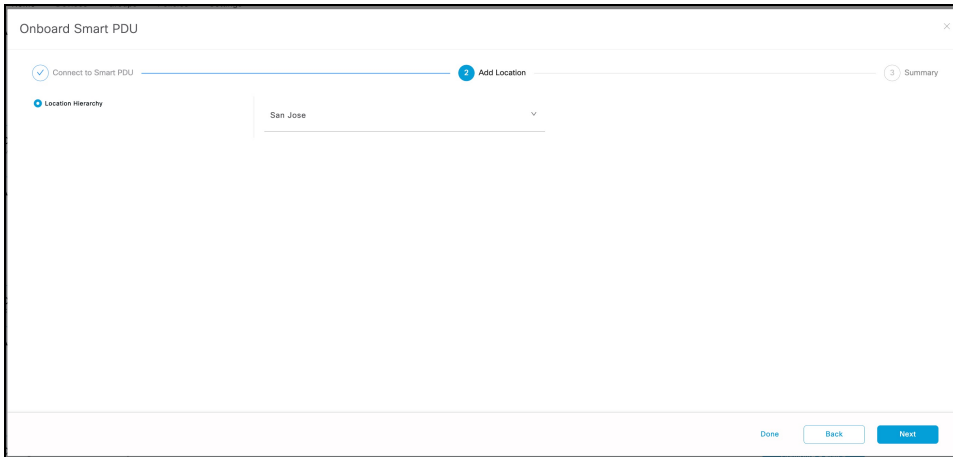 Onboard Smart PDU
Connect to Smart PDU
2 Add Location
3 Summary
Location Hierarchy
San Jose
Done
Back
Next